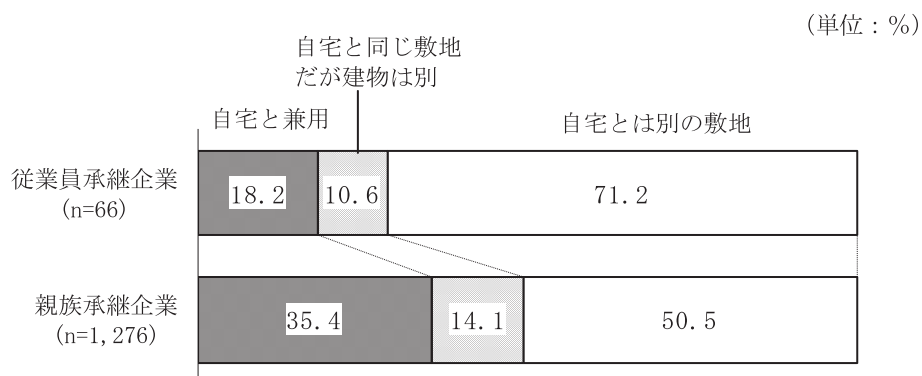 (単位：%)
自宅と同じ敷地
だが建物は別
自宅と兼用
自宅とは別の敷地
従業員承継企業
(n=66)
18.2
10.6
71.2
親族承継企業
(n=1,276)
35.4
14.1
50.5